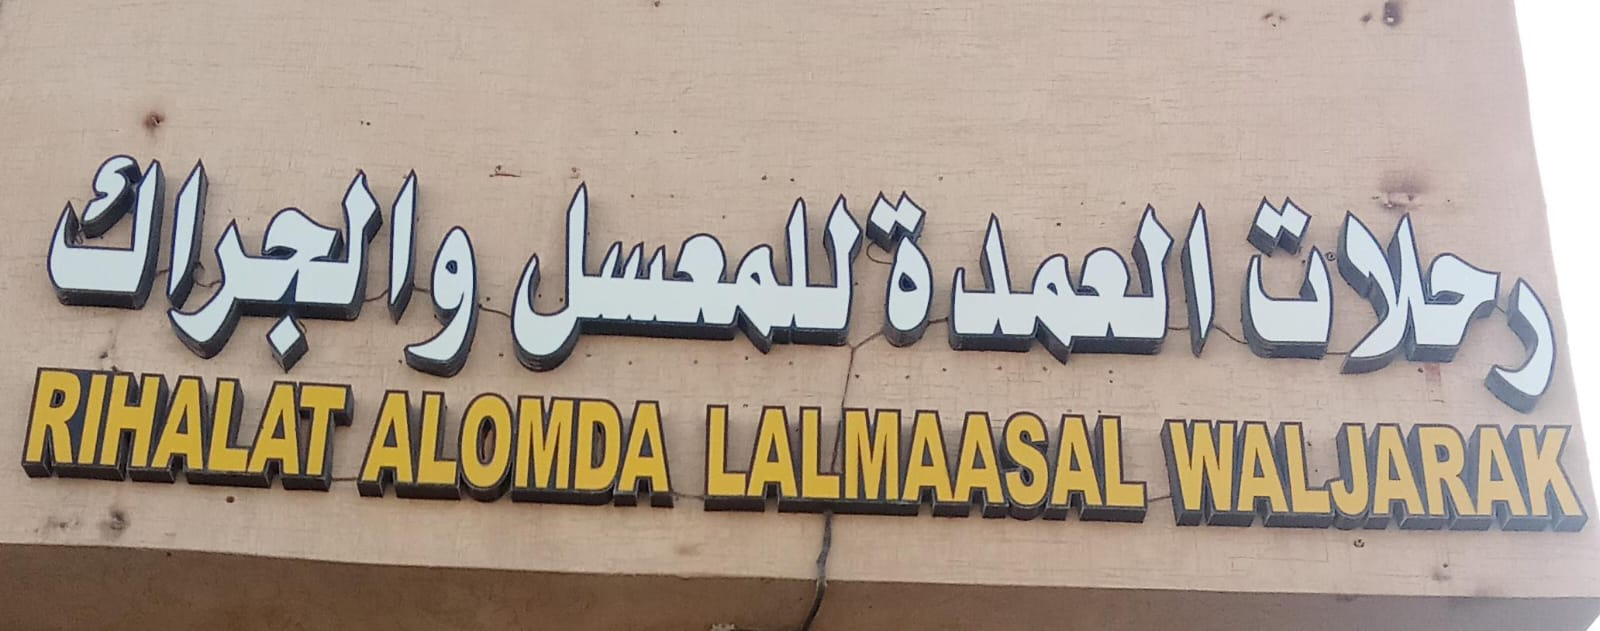 رحلات العمدة للمعسل والجراك
RIHALAT ALOMDA LALMAASAL WALJARAK